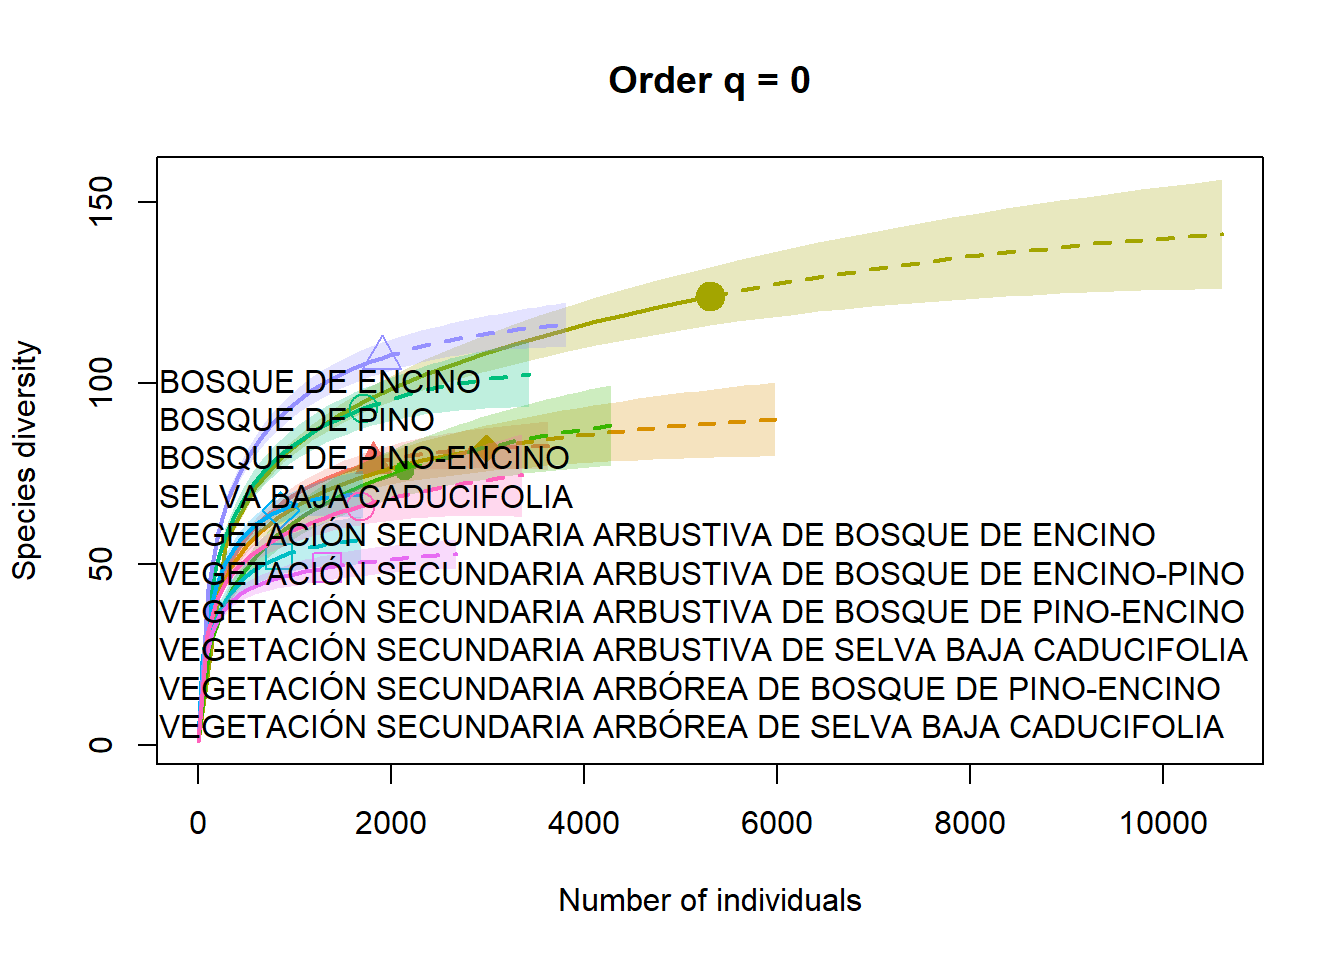 Order q = 0
Species diversity
150
100
50
0
BOSQUE DE ENCINO
BOSQUE DE PINO
BOSQUE DE PINO-ENCINO
SELVA BAJA CADUCIFOLIA
VEGETACIÓN SECUNDARIA ARBUSTIVA DE BOSQUE DE ENCINO
VEGETACIÓN SECUNDARIA ARBUSTIVA DE BOSQUE DE ENCINO-PINO
VEGETACIÓN SECUNDARIA ARBUSTIVA DE BOSQUE DE PINO-ENCINO
VEGETACIÓN SECUNDARIA ARBUSTIVA DE SELVA BAJA CADUCIFOLIA
VEGETACIÓN SECUNDARIA ARBÓREA DE BOSQUE DE PINO-ENCINO
VEGETACIÓN SECUNDARIA ARBÓREA DE SELVA BAJA CADUCIFOLIA
0 2000 4000 6000 8000 10000
Number of individuals